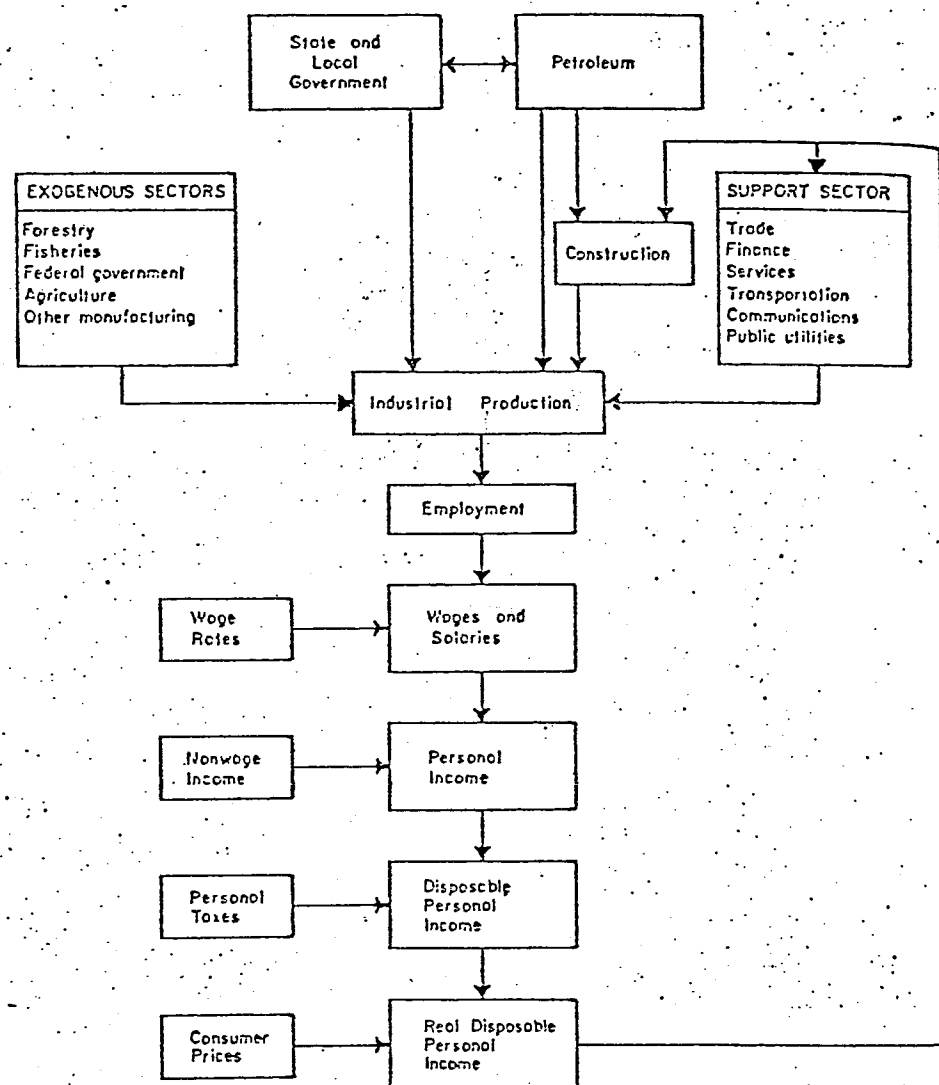 State and
Local
Government
Petroleum
EXOGENOUS SECTORS
Forestry
Fisheries
Federal government
Agriculture
Other manufacturing
Construction
SUPPORT SECTOR
Trade
Finance
Services
Transportation
Communications
Public utilities
Industrial Production
Employment
Wage
Rates
Wages and
Salaries
Nonwage
Income
Personal
Income
Personal
Taxes
Disposable
Personal
Income
Consumer
Prices
Real Disposable
Personal
Income